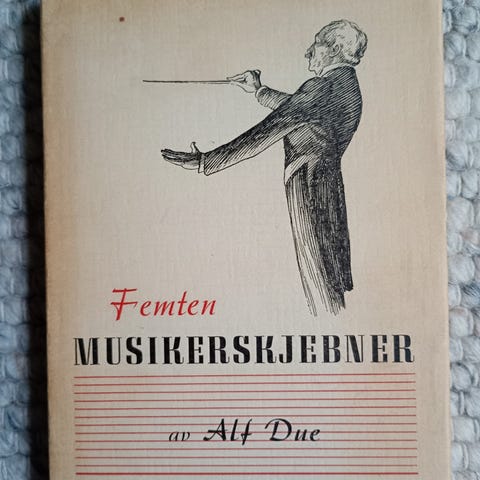 Femten
MUSIKERSKJEBNER
av Alf Due